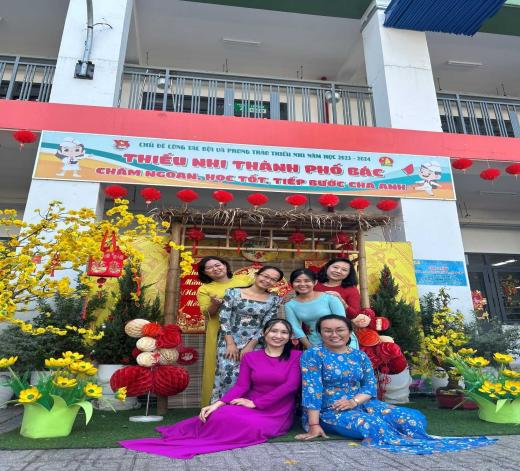 CHỦ ĐỀ CÔNG TÁC ĐỘI VÀ PHONG TRÀO THIẾU NHI NĂM HỌC 2023 - 2024
THIẾU NHI THÀNH PHỐ BÁC
CHĂM NGOAN, HỌC TỐT, TIẾP BƯỚC CHA ANH